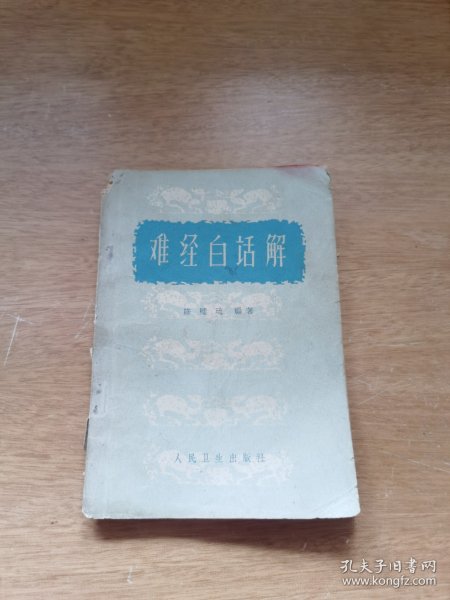 难经白话解
陈璧琉 编著
人民卫生出版社
孔夫子旧书网
www.kongfz.com